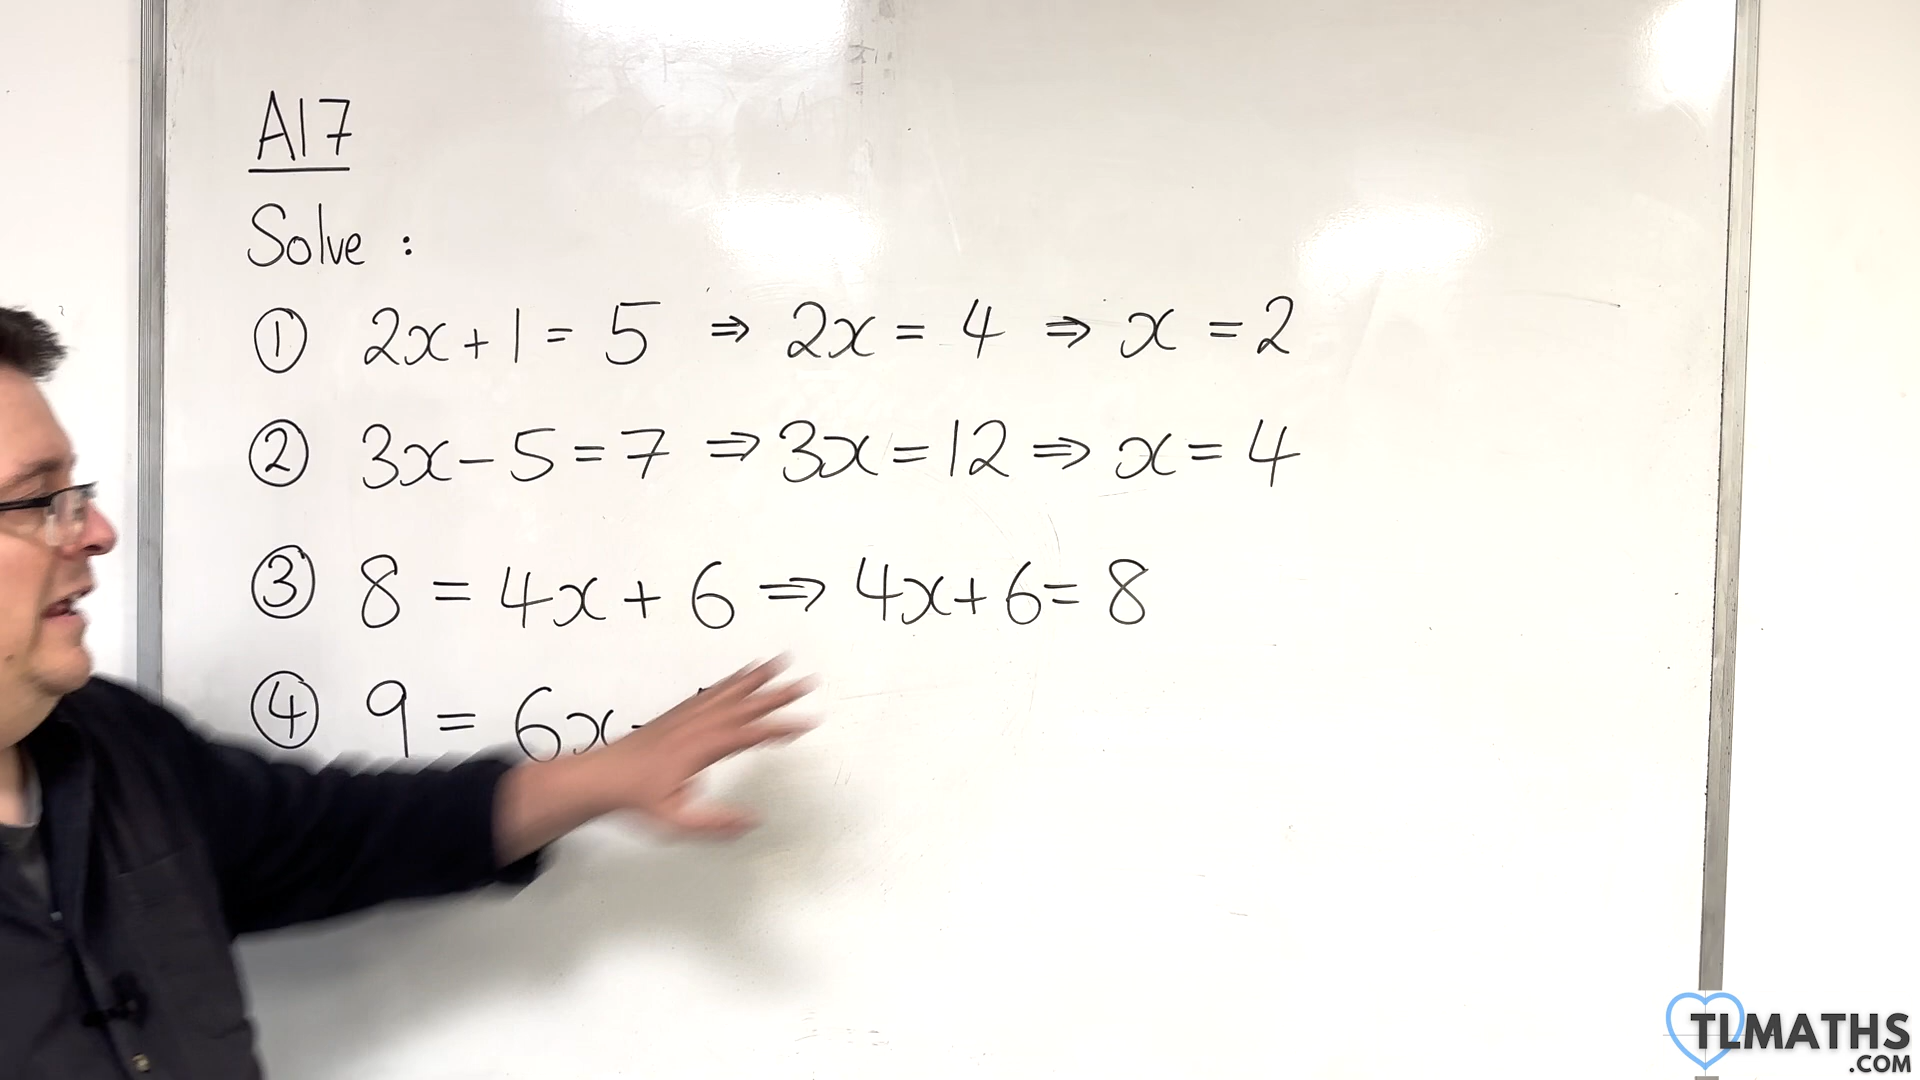 A17
Solve :
① 2x + 1 = 5 ⇒ 2x = 4 ⇒ x = 2
② 3x - 5 = 7 ⇒ 3x = 12 ⇒ x = 4
③ 8 = 4x + 6 ⇒ 4x + 6 = 8
④ 9 = 6x -
TLMATHS
.COM